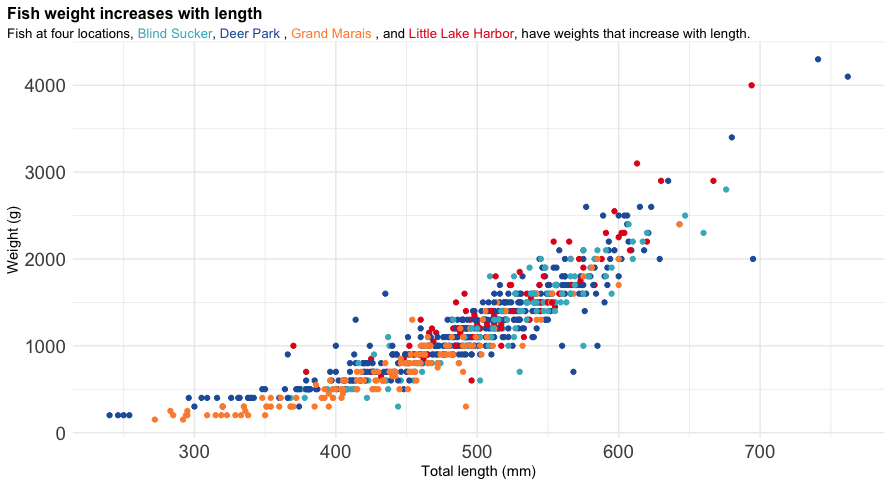 Fish weight increases with length
Fish at four locations, Blind Sucker, Deer Park , Grand Marais , and Little Lake Harbor, have weights that increase with length.
4000
3000
2000
1000
0
Weight (g)
300 400 500 600 700
Total length (mm)